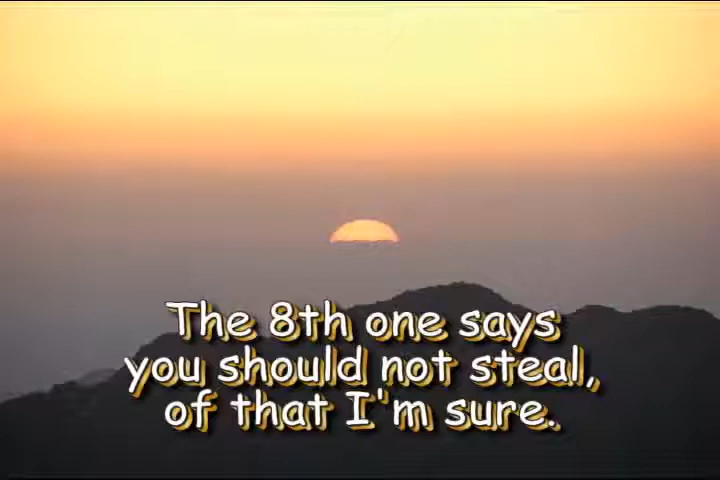 The 8th one says
you should not steal,
of that I'm sure.